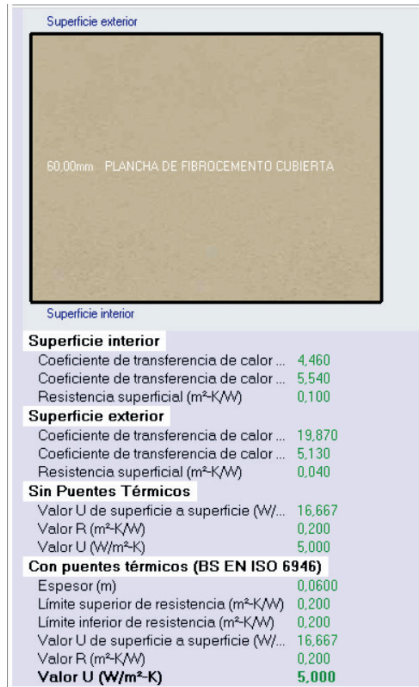 Superficie exterior
60,00mm PLANCHA DE FIBROCEMENTO CUBIERTA
Superficie interior
Superficie interior
Coeficiente de transferencia de calor ... 4,460
Coeficiente de transferencia de calor ... 5,540
Resistencia superficial (m²-K/W) 0,100
Superficie exterior
Coeficiente de transferencia de calor ... 19,870
Coeficiente de transferencia de calor ... 5,130
Resistencia superficial (m²-K/W) 0,040
Sin Puentes Térmicos
Valor U de superficie a superficie (W/... 16,667
Valor R (m²-K/W) 0,200
Valor U (W/m²-K) 5,000
Con puentes térmicos (BS EN ISO 6946)
Espesor (m) 0,0600
Límite superior de resistencia (m²-K/W) 0,200
Límite inferior de resistencia (m²-K/W) 0,200
Valor U de superficie a superficie (W/... 16,667
Valor R (m²-K/W) 0,200
Valor U (W/m²-K) 5,000